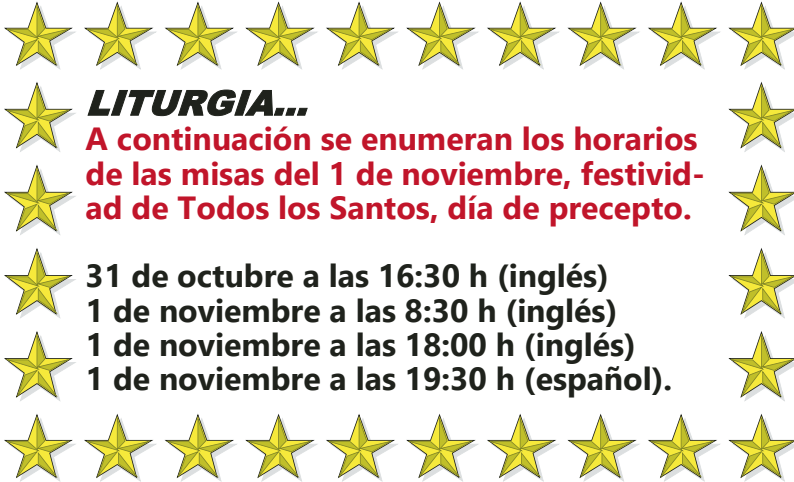 LITURGIA...
A continuación se enumeran los horarios
de las misas del 1 de noviembre, festivid-
ad de Todos los Santos, día de precepto.
31 de octubre a las 16:30 h (inglés)
1 de noviembre a las 8:30 h (inglés)
1 de noviembre a las 18:00 h (inglés)
1 de noviembre a las 19:30 h (español).